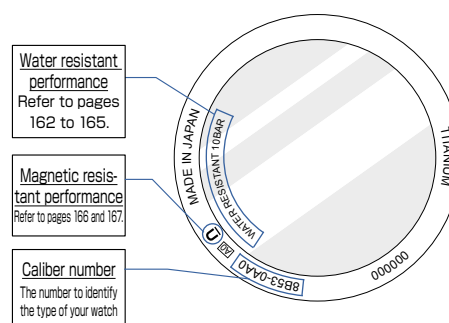 Water resistant
performance
Refer to pages
162 to 165.
Magnetic resis-
tant performance
Refer to pages 166 and 167.
Caliber number
The number to identify
the type of your watch
MADE IN JAPAN
WATER RESISTANT 10BAR
AD
8B53-0AA0
000000
TITANIUM